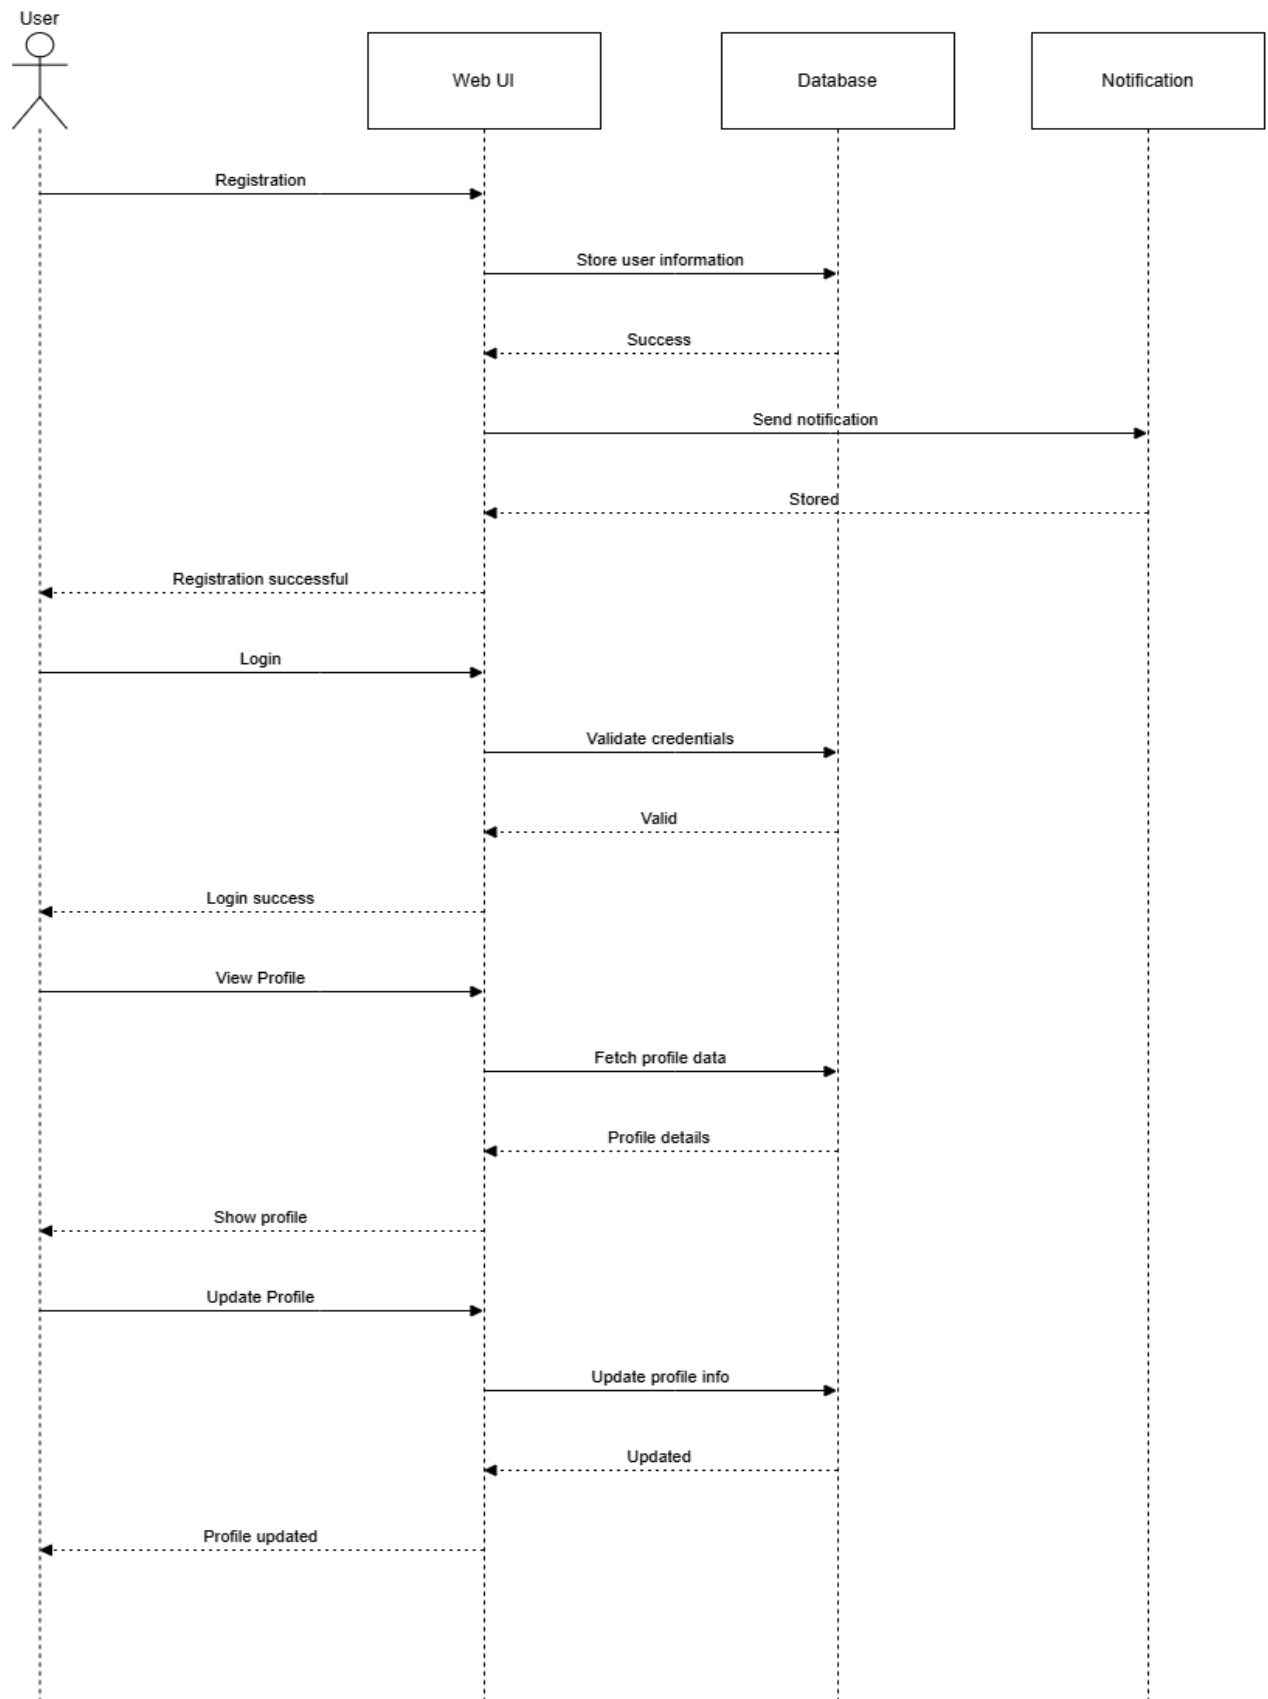 User
Web UI
Database
Notification
Registration
Store user information
Success
Send notification
Stored
Registration successful
Login
Validate credentials
Valid
Login success
View Profile
Fetch profile data
Profile details
Show profile
Update Profile
Update profile info
Updated
Profile updated